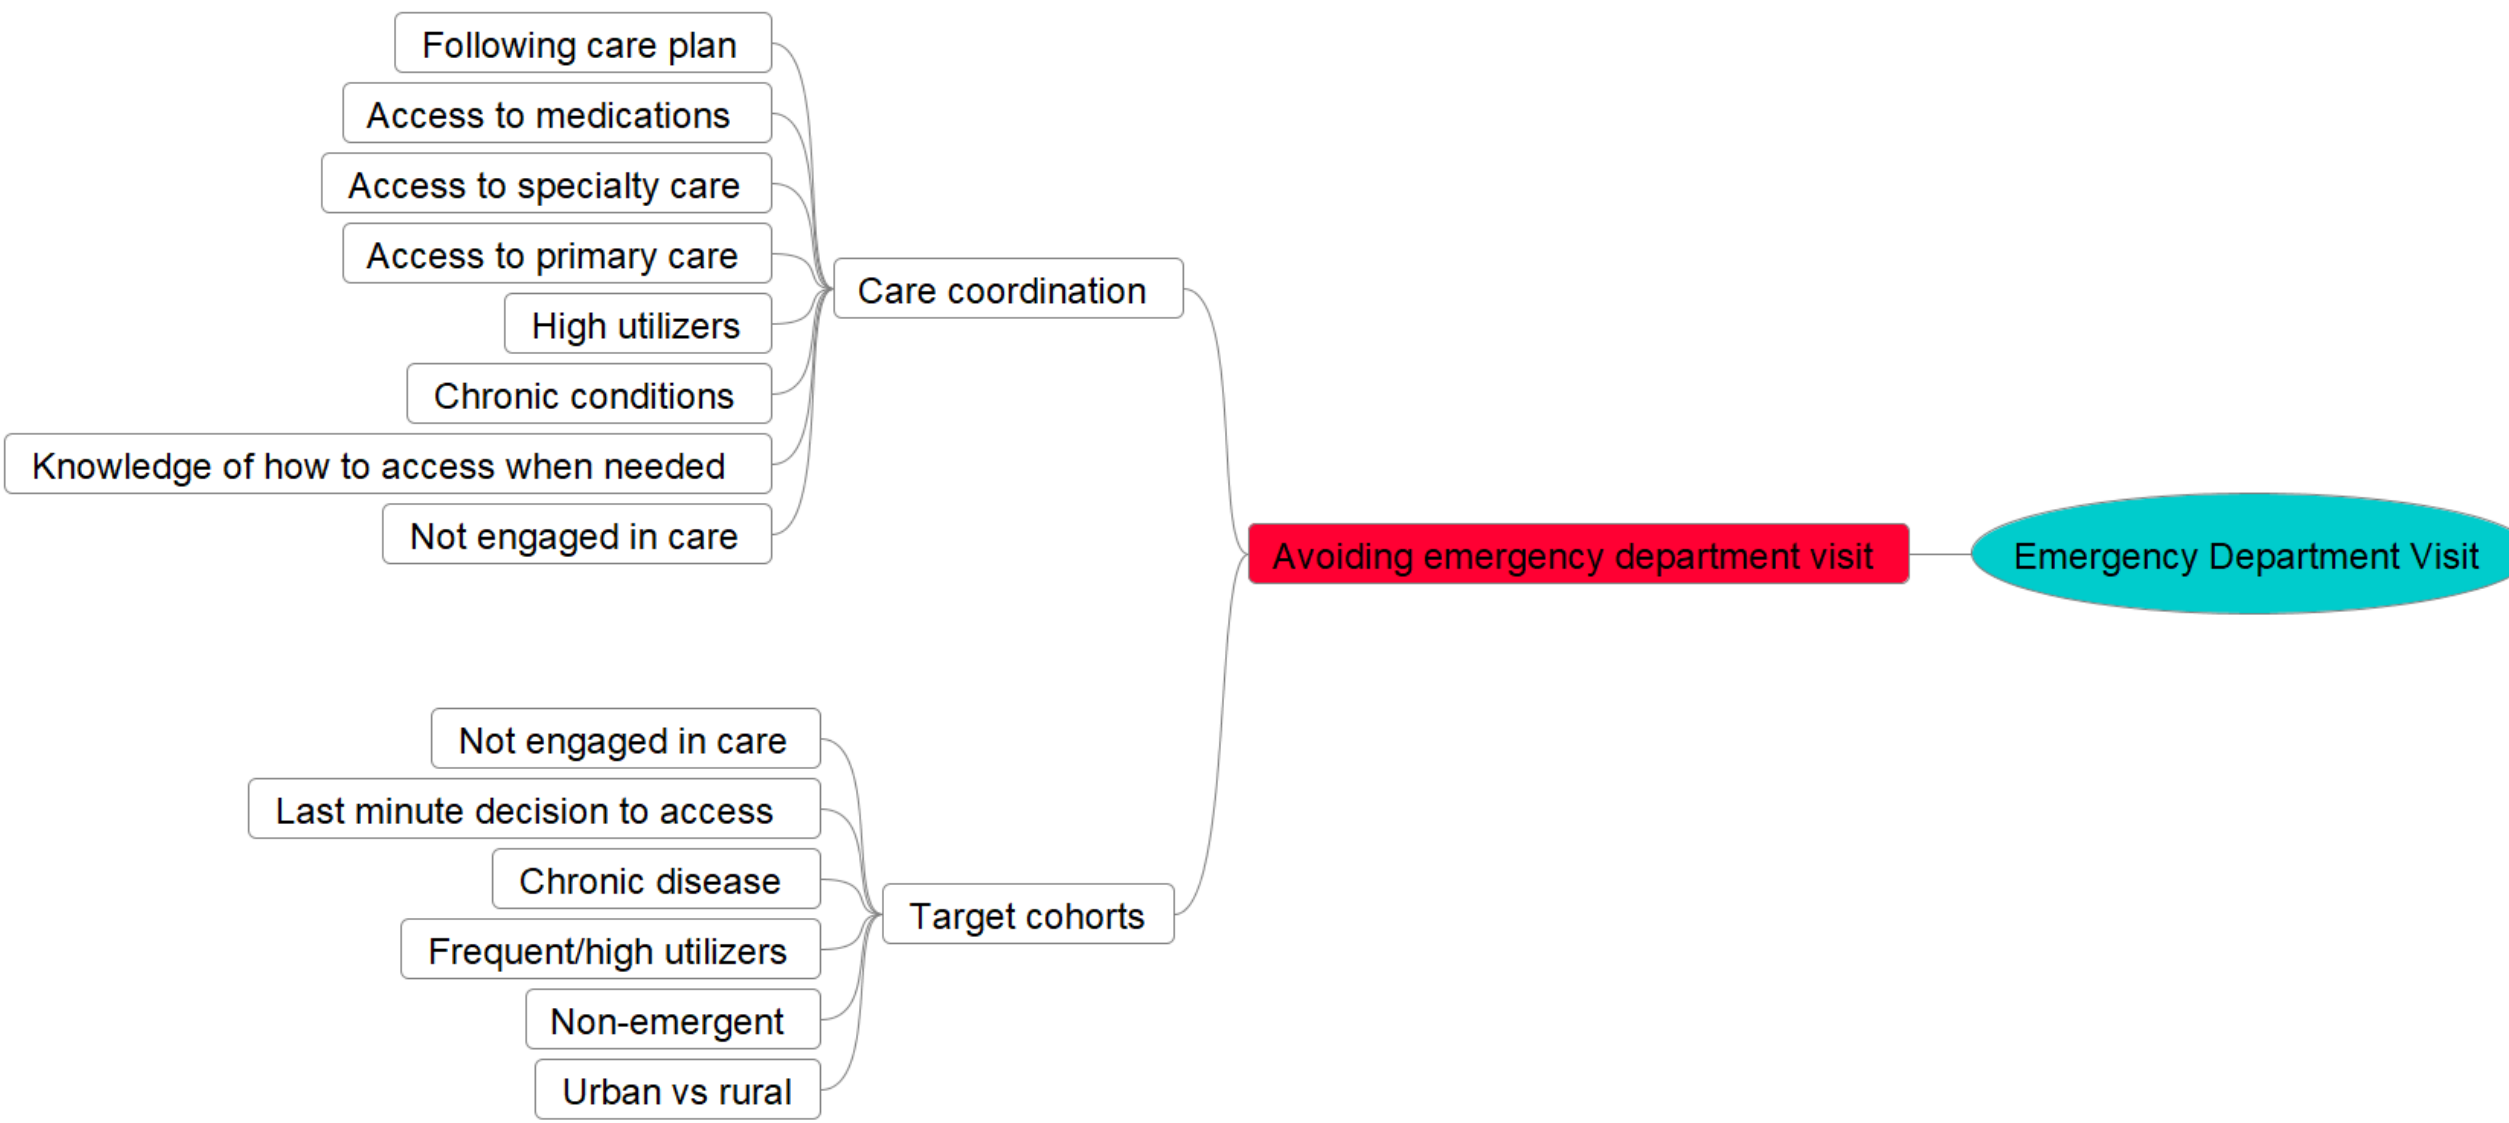 Following care plan
Access to medications
Access to specialty care
Access to primary care
High utilizers
Chronic conditions
Knowledge of how to access when needed
Not engaged in care
Care coordination
Avoiding emergency department visit
Emergency Department Visit
Not engaged in care
Last minute decision to access
Chronic disease
Frequent/high utilizers
Non-emergent
Urban vs rural
Target cohorts